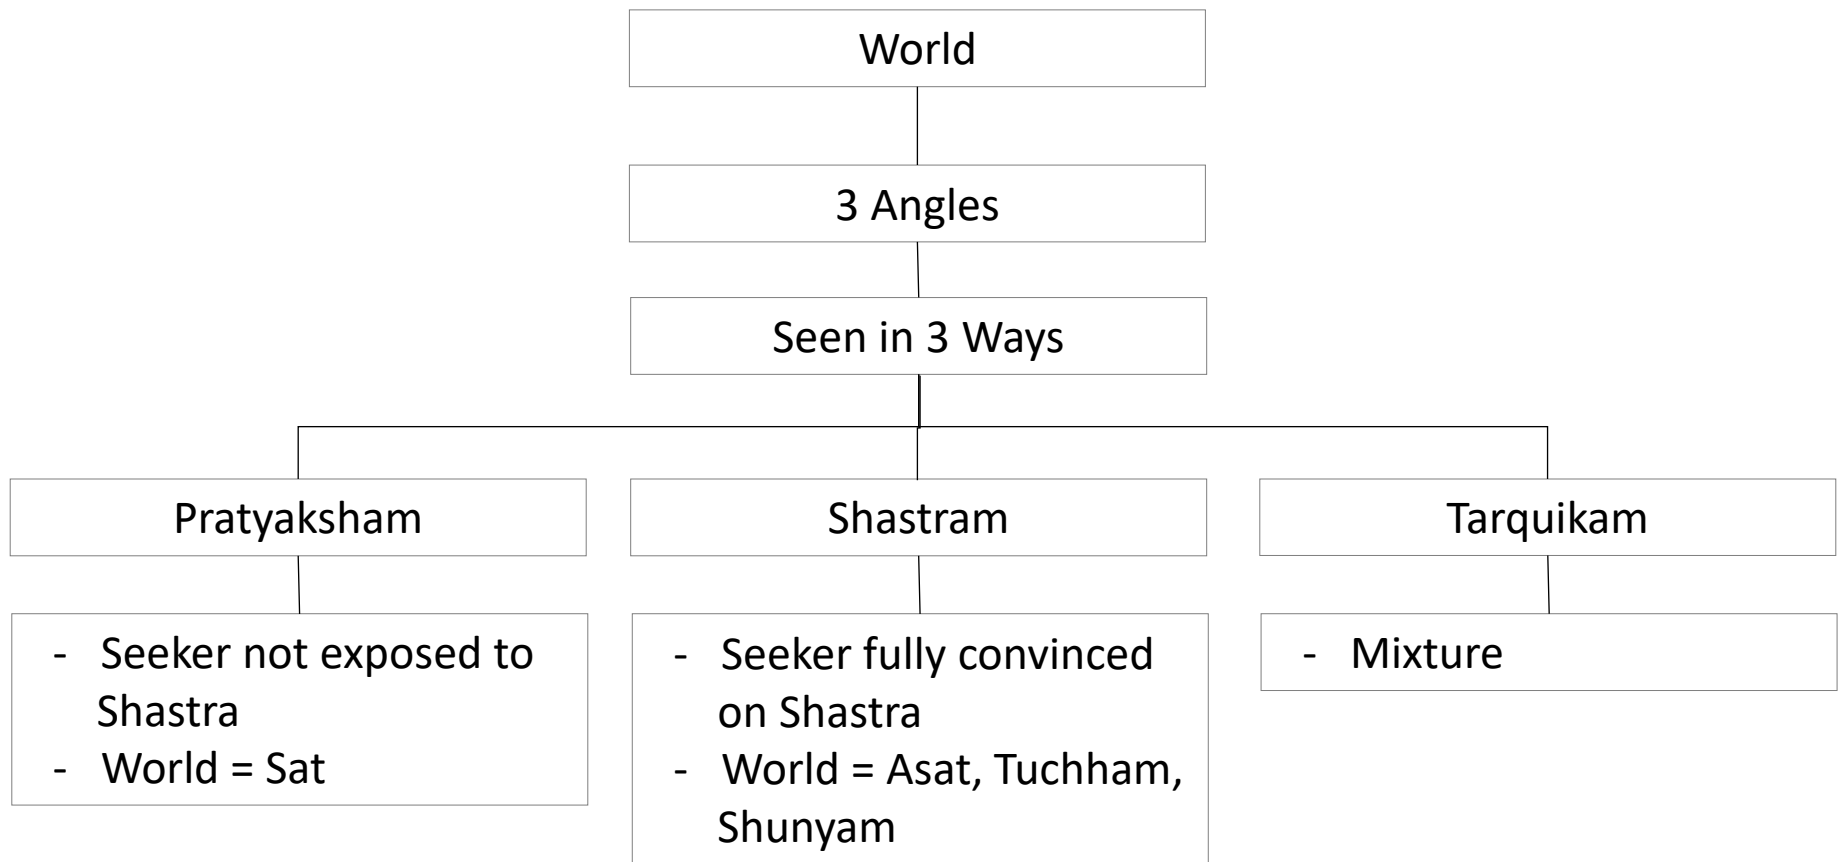 World
3 Angles
Seen in 3 Ways
Pratyaksham
Shastram
Tarquikam
- Seeker not exposed to
Shastra
- World = Sat
- Seeker fully convinced
on Shastra
- World = Asat, Tuchham,
Shunyam
- Mixture